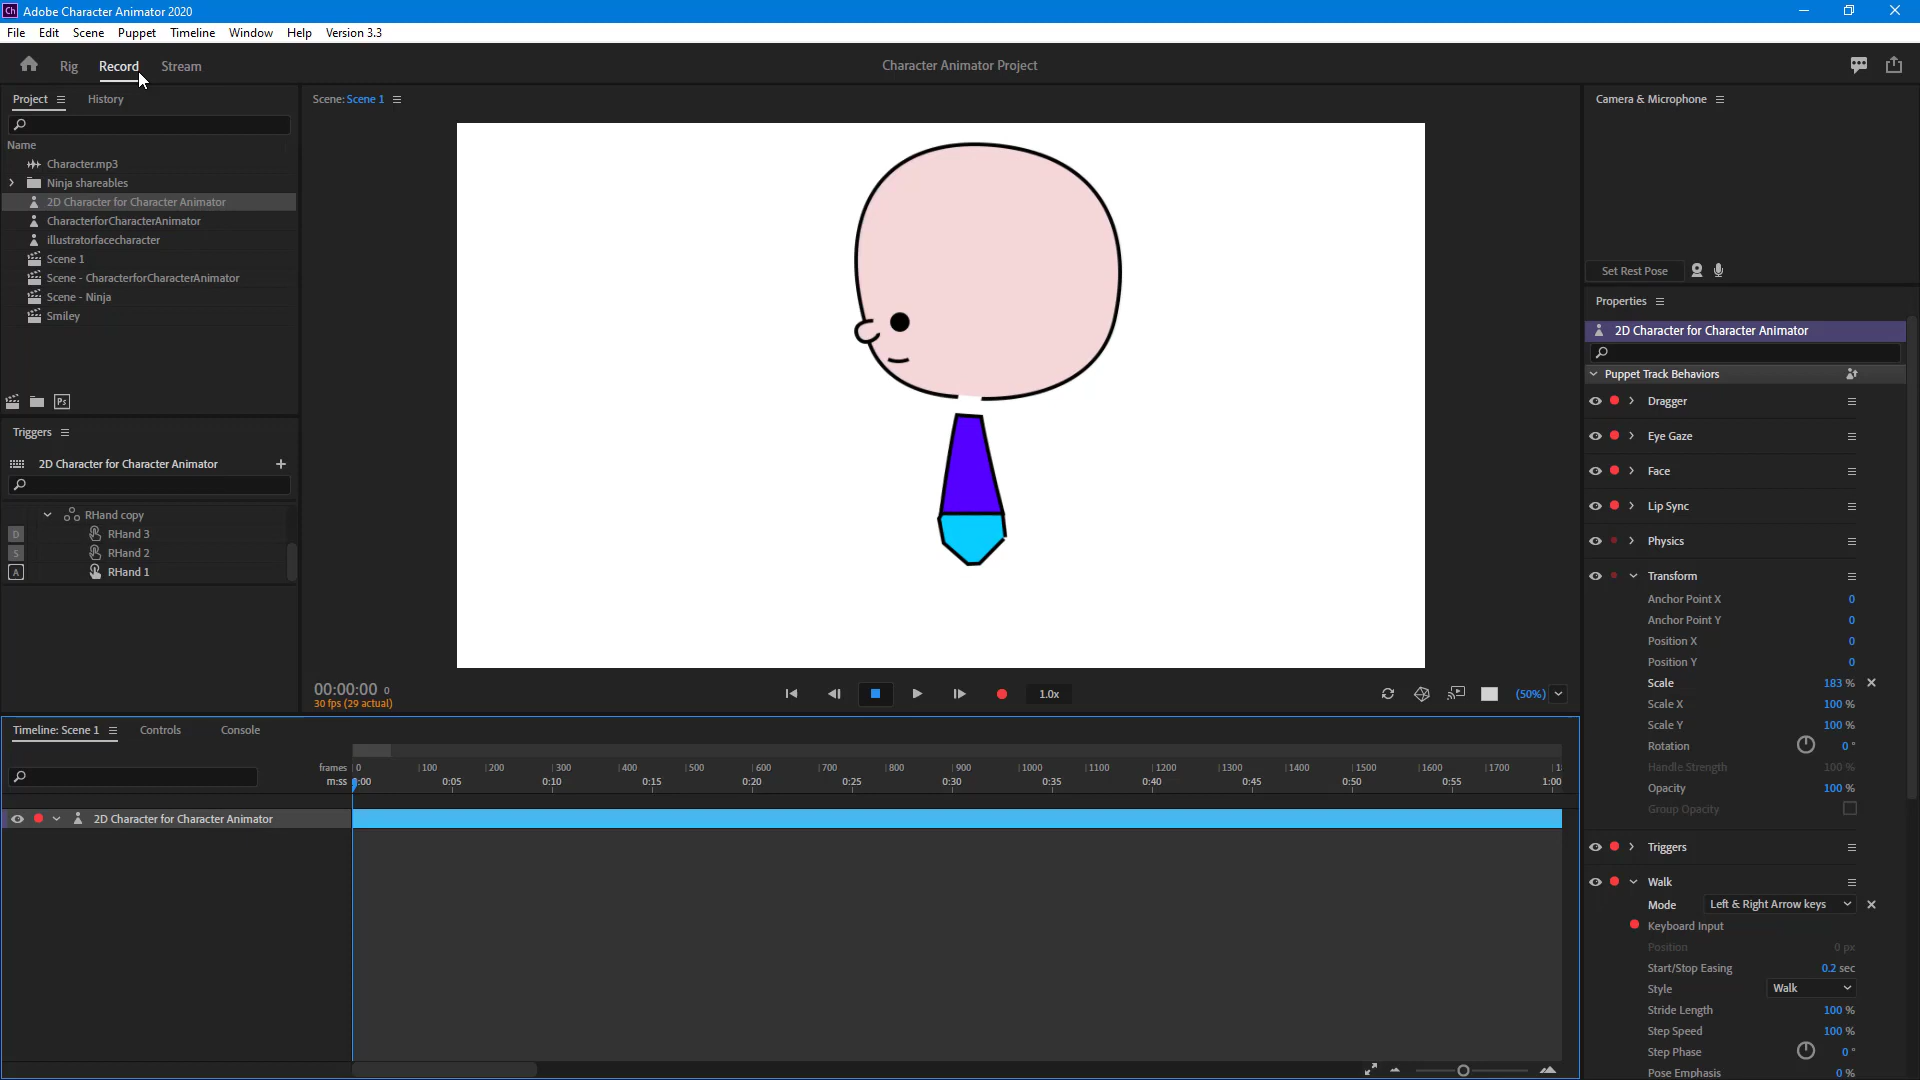 Ch Adobe Character Animator 2020
File Edit Scene Puppet Timeline Window Help Version 3.3
Rig Record Stream
Character Animator Project
Project History
Name
Character.mp3
Ninja shareables
2D Character for Character Animator
CharacterforCharacterAnimator
illustratorfacecharacter
Scene 1
Scene - CharacterforCharacterAnimator
Scene - Ninja
Smiley
Ps
Triggers
2D Character for Character Animator
RHand copy
D RHand 3
S RHand 2
A RHand 1
Scene: Scene 1
00:00:00 0
30 fps (29 actual)
1.0x
(50%)
Camera & Microphone
Set Rest Pose
Properties
2D Character for Character Animator
Puppet Track Behaviors
Dragger
Eye Gaze
Face
Lip Sync
Physics
Transform
Anchor Point X 0
Anchor Point Y 0
Position X 0
Position Y 0
Scale 183 %
Scale X 100 %
Scale Y 100 %
Rotation 0 °
Handle Strength 100 %
Opacity 100 %
Group Opacity
Triggers
Walk
Mode Left & Right Arrow keys
Keyboard Input
Position 0 px
Start/Stop Easing 0.2 sec
Style Walk
Stride Length 100 %
Step Speed 100 %
Step Phase 0 °
Pose Emphasis 0 %
Timeline: Scene 1 Controls Console
frames 0 100 200 300 400 500 600 700 800 900 1000 1100 1200 1300 1400 1500 1600 1700
m:ss 0:00 0:05 0:10 0:15 0:20 0:25 0:30 0:35 0:40 0:45 0:50 0:55 1:00
2D Character for Character Animator